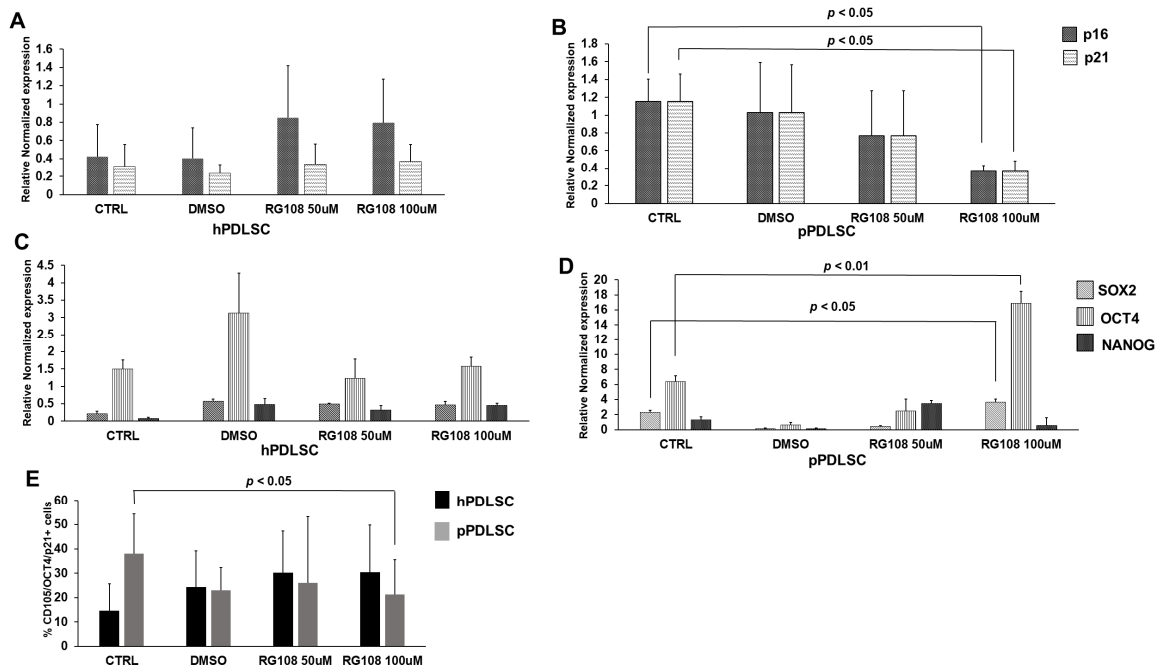 A
Relative Normalized expression
1.6
1.4
1.2
1
0.8
0.6
0.4
0.2
0
CTRL DMSO RG108 50uM RG108 100uM
hPDLSC
B
Relative Normalized expression
1.8
1.6
1.4
1.2
1
0.8
0.6
0.4
0.2
0
p < 0.05
p < 0.05
CTRL DMSO RG108 50uM RG108 100uM
pPDLSC
p16
p21
C
Relative Normalized expression
4.5
4
3.5
3
2.5
2
1.5
1
0.5
0
CTRL DMSO RG108 50uM RG108 100uM
hPDLSC
D
Relative Normalized expression
20
18
16
14
12
10
8
6
4
2
0
p < 0.01
p < 0.05
CTRL DMSO RG108 50uM RG108 100uM
pPDLSC
SOX2
OCT4
NANOG
E
% CD105/OCT4/p21+ cells
60
50
40
30
20
10
0
p < 0.05
CTRL DMSO RG108 50uM RG108 100uM
hPDLSC
pPDLSC